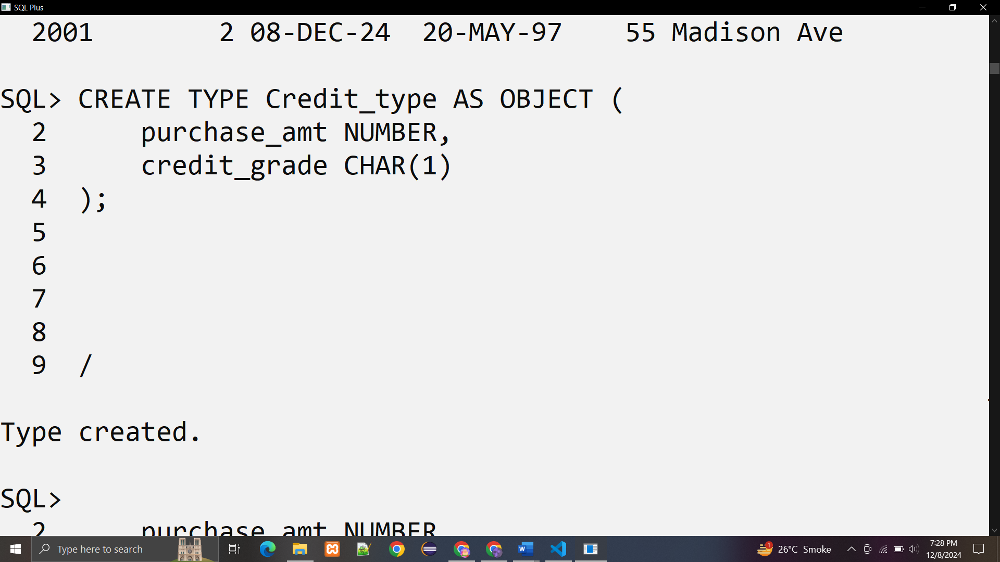 SQL Plus
2001 2 08-DEC-24 20-MAY-97 55 Madison Ave
SQL> CREATE TYPE Credit_type AS OBJECT (
2 purchase_amt NUMBER,
3 credit_grade CHAR(1)
4 );
5
6
7
8
9 /
Type created.
SQL>
2 purchase_amt NUMBER
Type here to search
1
26°C Smoke
7:28 PM
12/8/2024